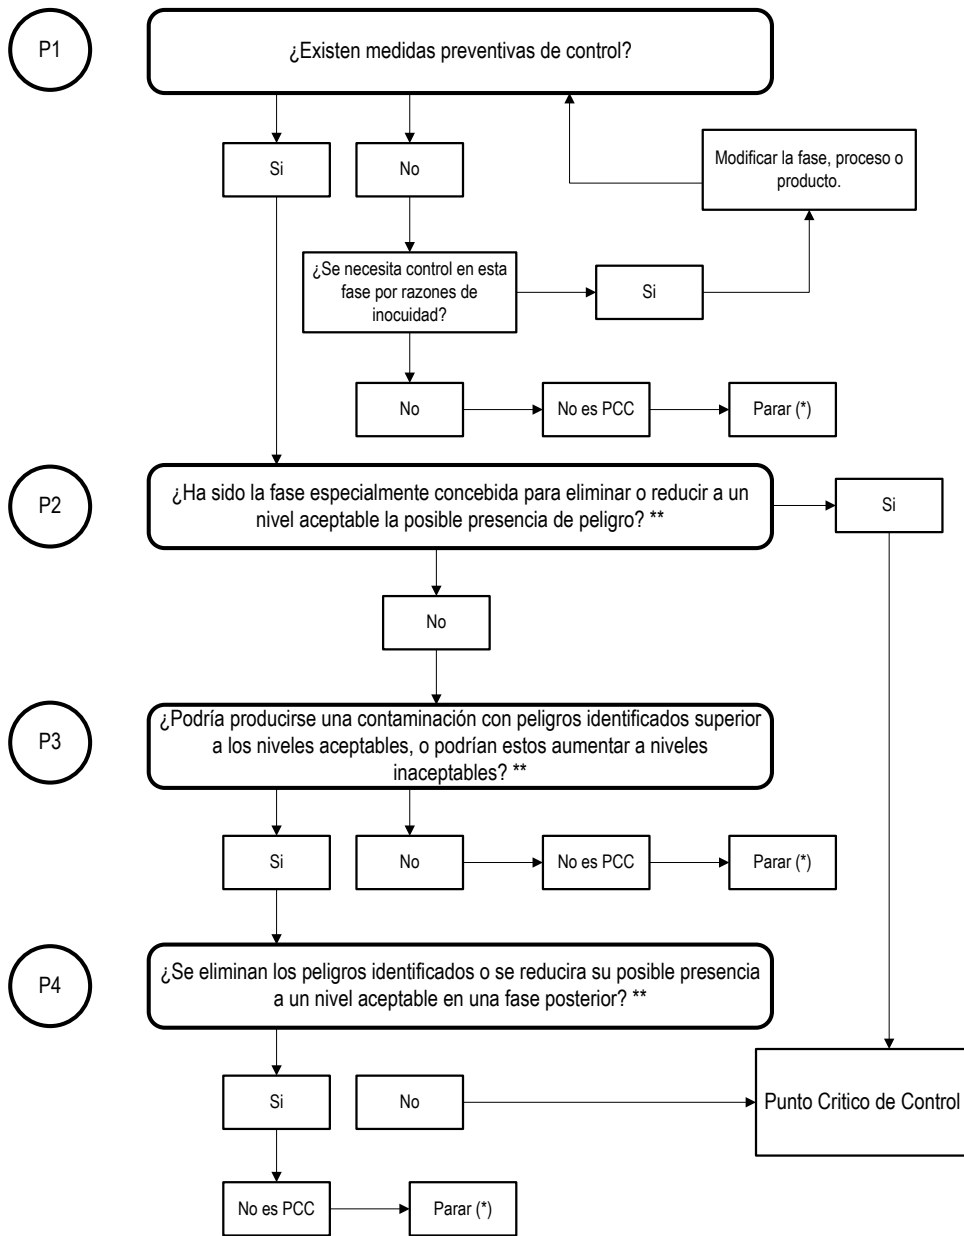 P1
¿Existen medidas preventivas de control?
Si
No
Modificar la fase, proceso o
producto.
¿Se necesita control en esta
fase por razones de
inocuidad?
Si
No
No es PCC
Parar (*)
P2
¿Ha sido la fase especialmente concebida para eliminar o reducir a un
nivel aceptable la posible presencia de peligro? **
Si
No
P3
¿Podría producirse una contaminación con peligros identificados superior
a los niveles aceptables, o podrían estos aumentar a niveles
inaceptables? **
Si
No
No es PCC
Parar (*)
P4
¿Se eliminan los peligros identificados o se reducira su posible presencia
a un nivel aceptable en una fase posterior? **
Si
No
Punto Critico de Control
No es PCC
Parar (*)